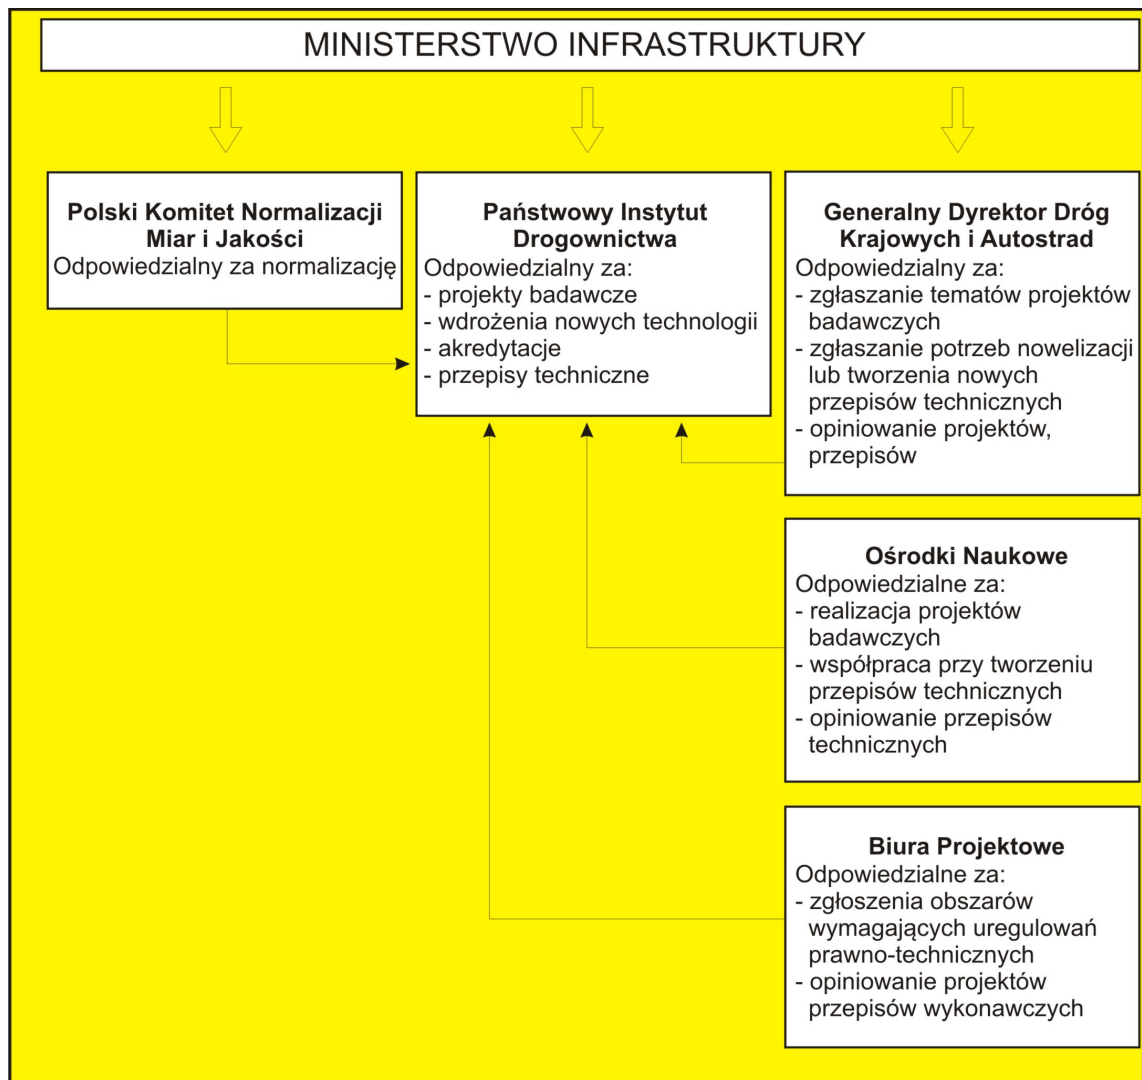 MINISTERSTWO INFRASTRUKTURY
Polski Komitet Normalizacji
Miar i Jakości
Odpowiedzialny za normalizację
Państwowy Instytut
Drogownictwa
Odpowiedzialny za:
- projekty badawcze
- wdrożenia nowych technologii
- akredytacje
- przepisy techniczne
Generalny Dyrektor Dróg
Krajowych i Autostrad
Odpowiedzialny za:
- zgłaszanie tematów projektów
badawczych
- zgłaszanie potrzeb nowelizacji
lub tworzenia nowych
przepisów technicznych
- opiniowanie projektów,
przepisów
Ośrodki Naukowe
Odpowiedzialne za:
- realizacja projektów
badawczych
- współpraca przy tworzeniu
przepisów technicznych
- opiniowanie przepisów
technicznych
Biura Projektowe
Odpowiedzialne za:
- zgłoszenia obszarów
wymagających uregulowań
prawno-technicznych
- opiniowanie projektów
przepisów wykonawczych